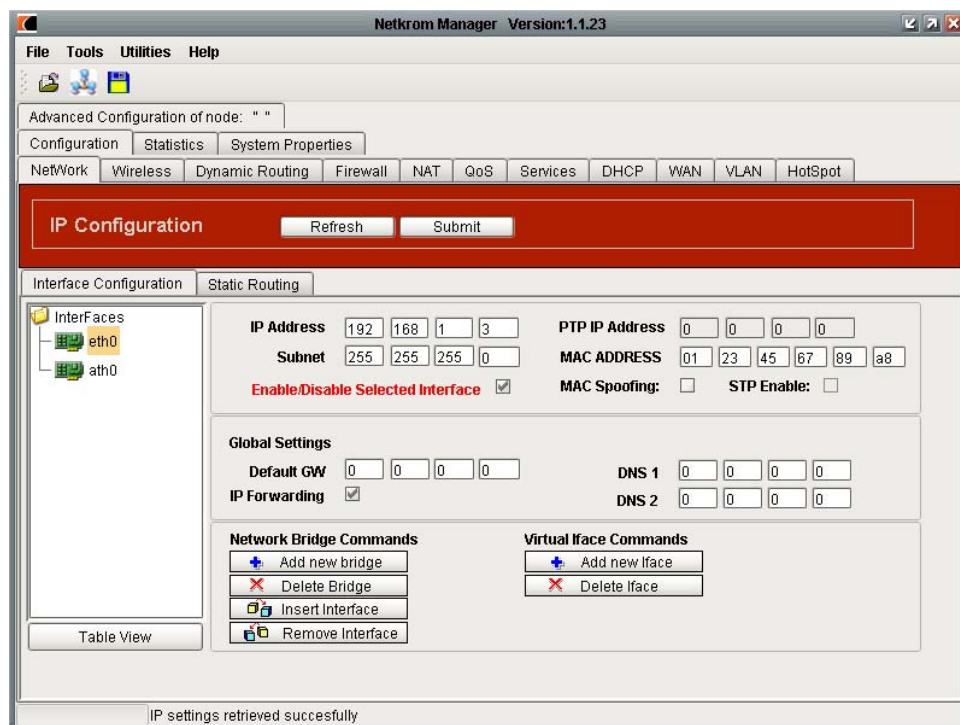 Netkrom Manager Version:1.1.23
File Tools Utilities Help
Advanced Configuration of node: " "
Configuration Statistics System Properties
NetWork Wireless Dynamic Routing Firewall NAT QoS Services DHCP WAN VLAN HotSpot
IP Configuration Refresh Submit
Interface Configuration Static Routing
InterFaces
eth0
ath0
Table View
IP Address 192 168 1 3 PTP IP Address 0 0 0 0
Subnet 255 255 255 0 MAC ADDRESS 01 23 45 67 89 a8
Enable/Disable Selected Interface MAC Spoofing: STP Enable:
Global Settings
Default GW 0 0 0 0 DNS 1 0 0 0 0
IP Forwarding DNS 2 0 0 0 0
Network Bridge Commands Virtual Iface Commands
Add new bridge Add new Iface
Delete Bridge Delete Iface
Insert Interface
Remove Interface
IP settings retrieved succesfully